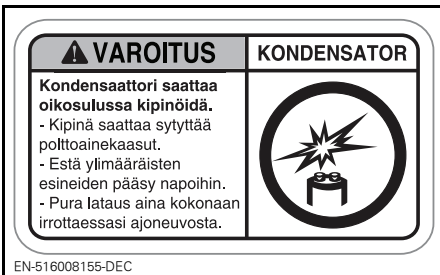 VAROITUS
KONDENSATOR
Kondensaattori saattaa
oikosulussa kipinöidä.
- Kipinä saattaa sytyttää
polttoainekaasut.
- Estä ylimääräisten
esineiden pääsy napoihin.
- Pura lataus aina kokonaan
irrottaessasi ajoneuvosta.
EN-516008155-DEC